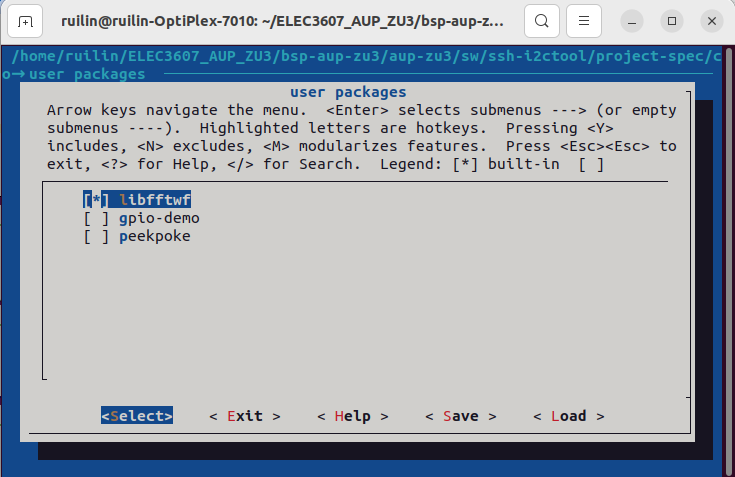 ruilin@ruilin-OptiPlex-7010: ~/ELEC3607_AUP_ZU3/bsp-aup-z...
/home/ruilin/ELEC3607_AUP_ZU3/bsp-aup-zu3/aup-zu3/sw/ssh-i2ctool/project-spec/c
o→user packages
user packages
Arrow keys navigate the menu.  <Enter> selects submenus ---> (or empty
submenus ----).  Highlighted letters are hotkeys.  Pressing <Y>
includes, <N> excludes, <M> modularizes features.  Press <Esc><Esc> to
exit, <?> for Help, </> for Search.  Legend: [*] built-in  [ ]
[*] libfftwf
[ ] gpio-demo
[ ] peekpoke
<Select>    < Exit >    < Help >    < Save >    < Load >